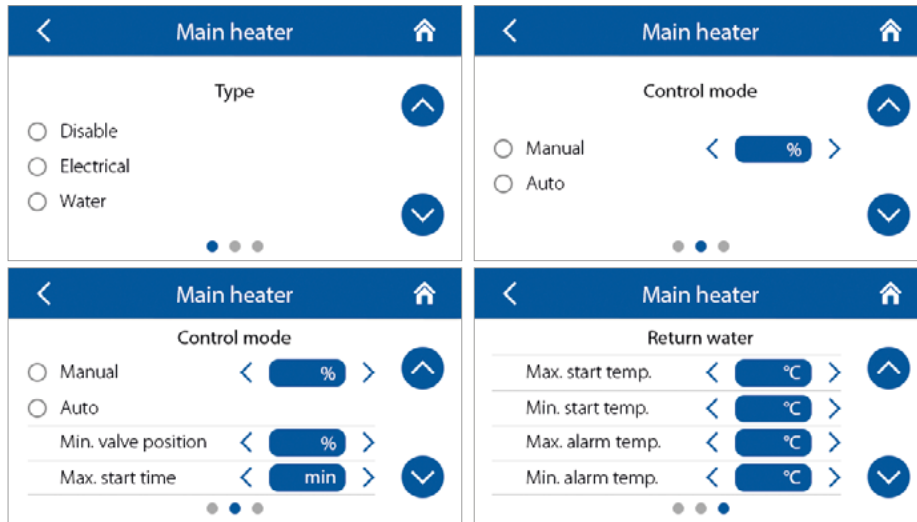 Main heater
Type
Disable
Electrical
Water
Main heater
Control mode
Manual %
Auto
Main heater
Control mode
Manual %
Auto
Min. valve position %
Max. start time min
Main heater
Return water
Max. start temp. °C
Min. start temp. °C
Max. alarm temp. °C
Min. alarm temp. °C